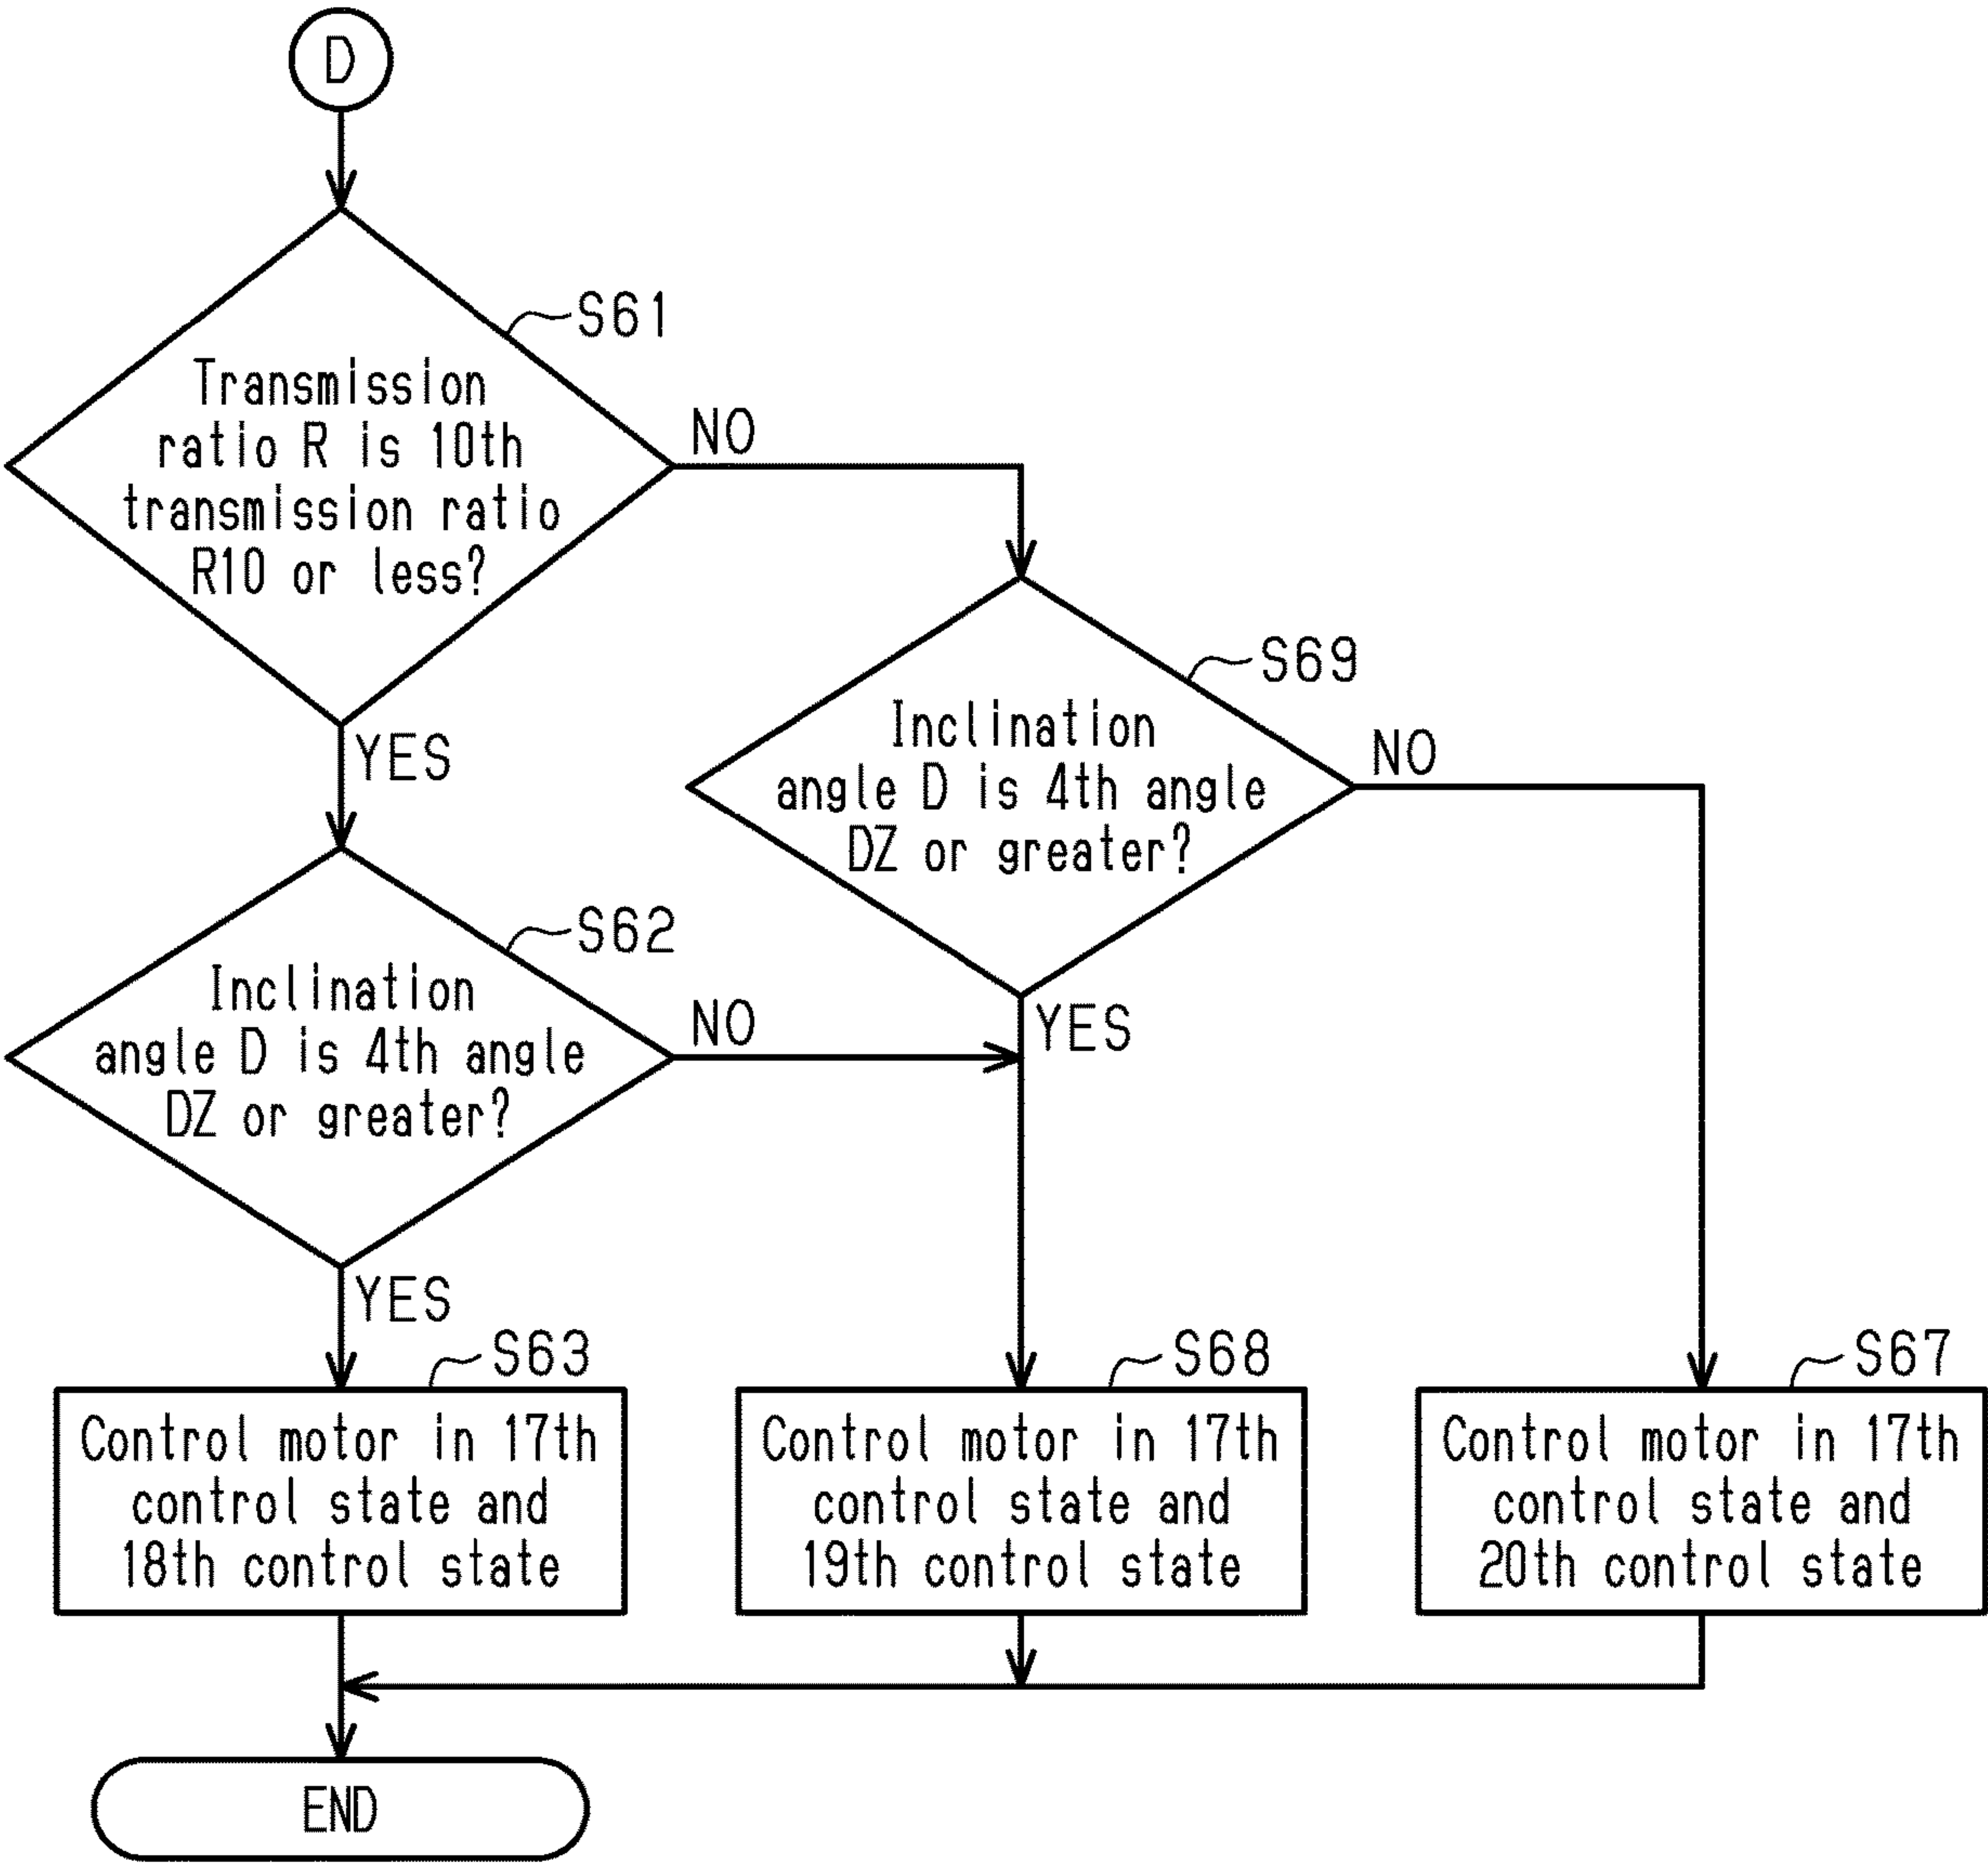 D
S61
Transmission
ratio R is 10th
transmission ratio
R10 or less?
NO
YES
S69
Inclination
angle D is 4th angle
DZ or greater?
NO
YES
S62
Inclination
angle D is 4th angle
DZ or greater?
NO
YES
S63
Control motor in 17th
control state and
18th control state
S68
Control motor in 17th
control state and
19th control state
S67
Control motor in 17th
control state and
20th control state
END